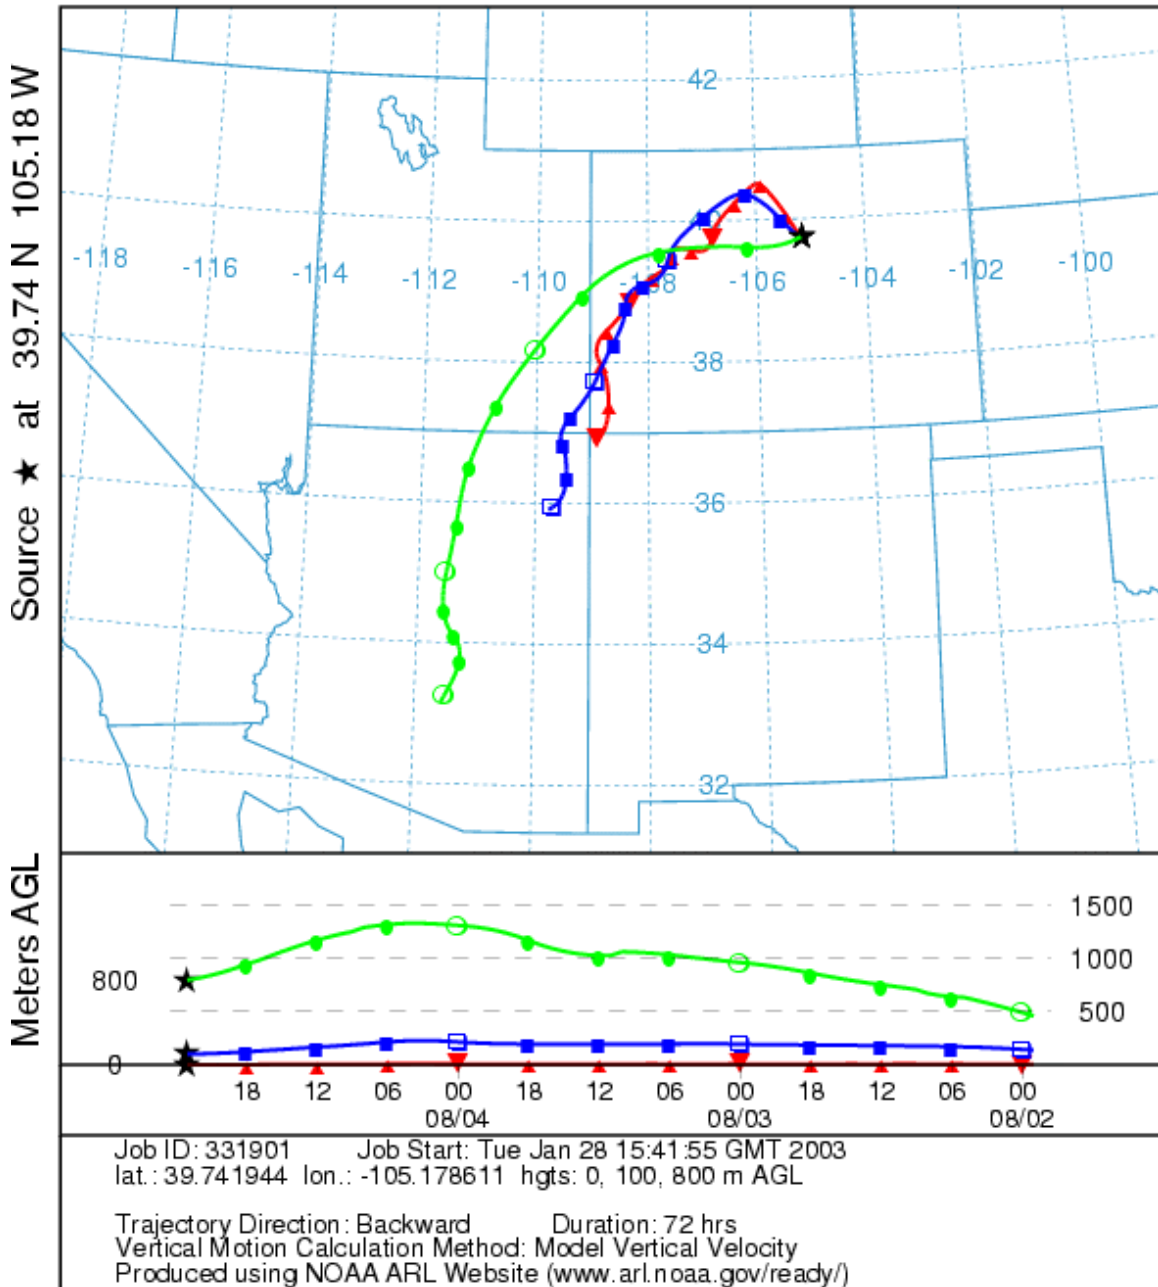 Source ★ at 39.74 N 105.18 W
42
40
-118
-116
-114
-110
-108
-106
-104
-102
-100
38
36
34
32
Meters AGL
1500
1000
800
500
0
18 12 06 00 18 12 06 00 18 12 06 00
08/04 08/03 08/02
Job ID: 331901 Job Start: Tue Jan 28 15:41:55 GMT 2003
lat.: 39.741944 lon.: -105.178611 hgts: 0, 100, 800 m AGL
Trajectory Direction: Backward Duration: 72 hrs
Vertical Motion Calculation Method: Model Vertical Velocity
Produced using NOAA ARL Website (www.arl.noaa.gov/ready/)